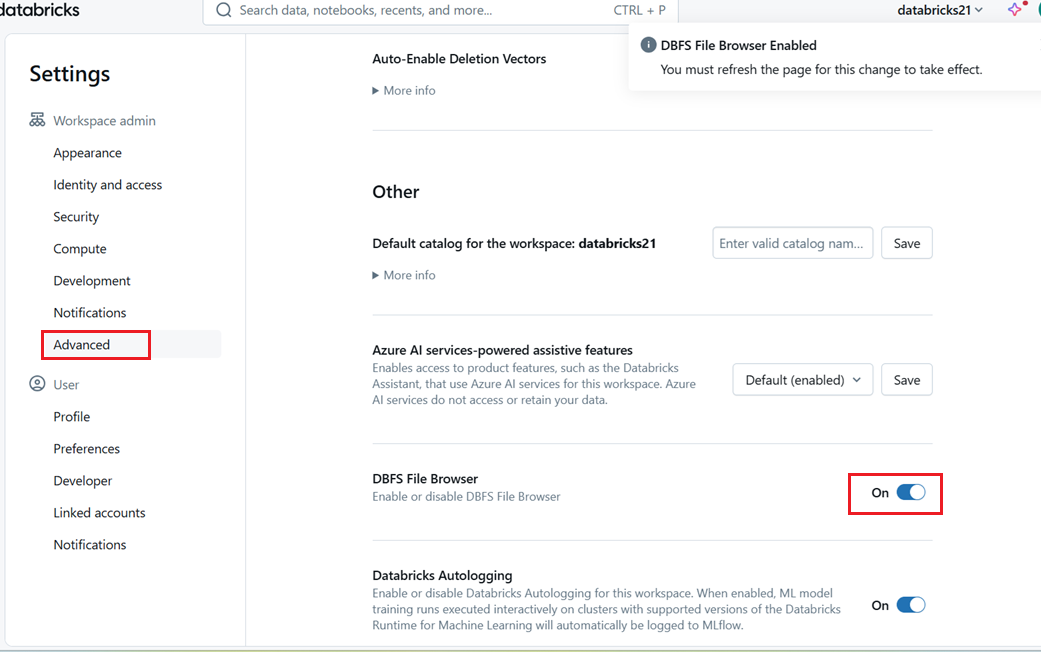 databricks
Search data, notebooks, recents, and more...
CTRL + P
databricks21
DBFS File Browser Enabled
You must refresh the page for this change to take effect.
Settings
Workspace admin
Appearance
Identity and access
Security
Compute
Development
Notifications
Advanced
User
Profile
Preferences
Developer
Linked accounts
Notifications
Auto-Enable Deletion Vectors
More info
Other
Default catalog for the workspace: databricks21
Enter valid catalog nam...
Save
More info
Azure AI services-powered assistive features
Enables access to product features, such as the Databricks
Assistant, that use Azure AI services for this workspace. Azure
AI services do not access or retain your data.
Default (enabled)
Save
DBFS File Browser
Enable or disable DBFS File Browser
On
Databricks Autologging
Enable or disable Databricks Autologging for this workspace. When enabled, ML model
training runs executed interactively on clusters with supported versions of the Databricks
Runtime for Machine Learning will automatically be logged to MLflow.
On